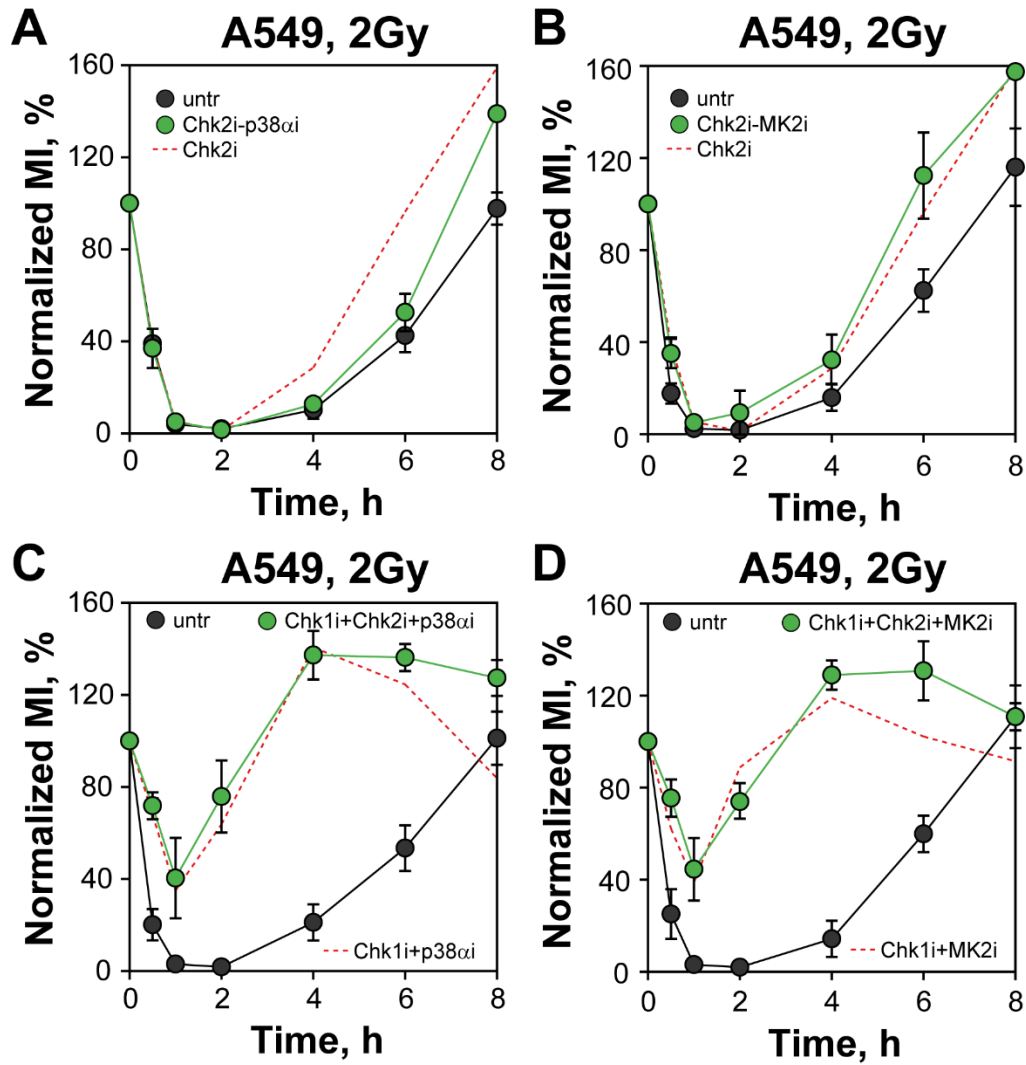 A
A549, 2Gy
Normalized MI, %
160
120
80
40
0
untr
Chk2i-p38αi
Chk2i
0
2
4
6
8
Time, h
B
A549, 2Gy
Normalized MI, %
160
120
80
40
0
untr
Chk2i-MK2i
Chk2i
0
2
4
6
8
Time, h
C
A549, 2Gy
Normalized MI, %
160
120
80
40
0
untr
Chk1i+Chk2i+p38αi
Chk1i+p38αi
0
2
4
6
8
Time, h
D
A549, 2Gy
Normalized MI, %
160
120
80
40
0
untr
Chk1i+Chk2i+MK2i
Chk1i+MK2i
0
2
4
6
8
Time, h